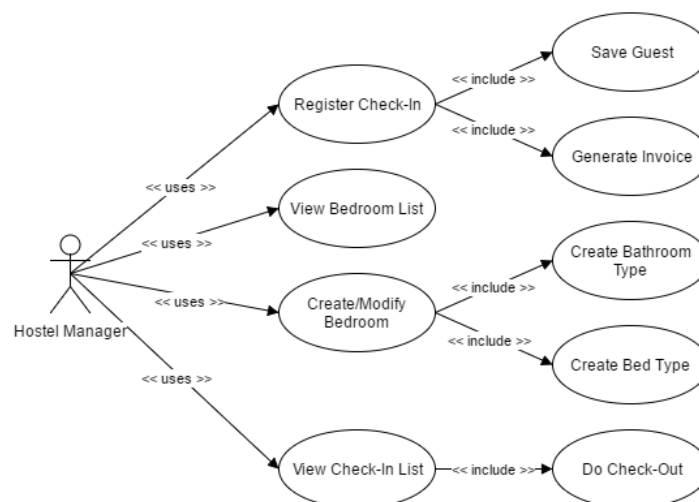 Save Guest
<< include >>
Register Check-In
<< include >>
Generate Invoice
<< uses >>
View Bedroom List
<< uses >>
Create Bathroom
Type
<< include >>
<< uses >>
Create/Modify
Bedroom
Hostel Manager
<< include >>
Create Bed Type
<< uses >>
View Check-In List
<< include >>
Do Check-Out